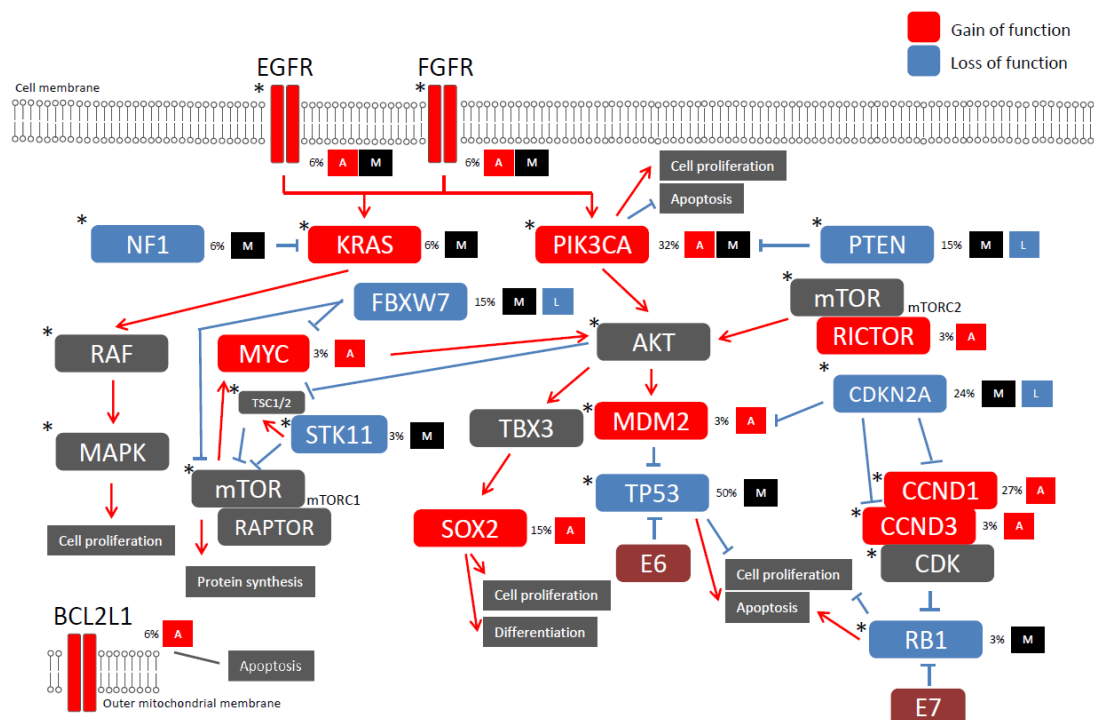 Gain of function
Loss of function
EGFR
FGFR
*
*
Cell membrane
6% A M
6% A M
Cell proliferation
Apoptosis
*
NF1
6% M
*
KRAS
6% M
*
PIK3CA
32% A M
*
PTEN
15% M L
FBXW7
15% M L
*
mTOR
mTORC2
RICTOR
3% A
*
RAF
MYC
3% A
*
AKT
*
CDKN2A
24% M L
*
TSC1/2
*
STK11
3% M
TBX3
*
MDM2
3% A
*
MAPK
*
mTOR
mTORC1
RAPTOR
*
TP53
50% M
*
CCND1
27% A
*
CCND3
3% A
*
CDK
SOX2
15% A
E6
Cell proliferation
Protein synthesis
Cell proliferation
Differentiation
Cell proliferation
Apoptosis
*
RB1
3% M
E7
BCL2L1
6% A
Apoptosis
Outer mitochondrial membrane